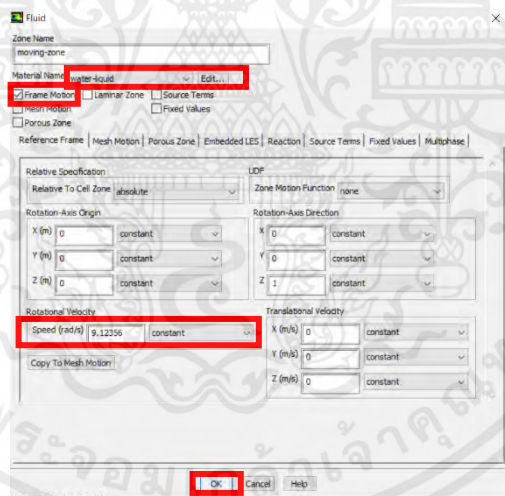 Fluid
Zone Name
moving-zone
Material Name water-liquid Edit...
Frame Motion Laminar Zone Source Terms
Mesh Motion Fixed Values
Porous Zone
Reference Frame Mesh Motion Porous Zone Embedded LES Reaction Source Terms Fixed Values Multiphase
Relative Specification UDF
Relative To Cell Zone absolute Zone Motion Function none
Rotation-Axis Origin Rotation-Axis Direction
X (m) 0 constant X 0 constant
Y (m) 0 constant Y 0 constant
Z (m) 0 constant Z 1 constant
Rotational Velocity Translational Velocity
Speed (rad/s) 9.12356 constant X (m/s) 0 constant
Y (m/s) 0 constant
Copy To Mesh Motion
Z (m/s) 0 constant
OK Cancel Help